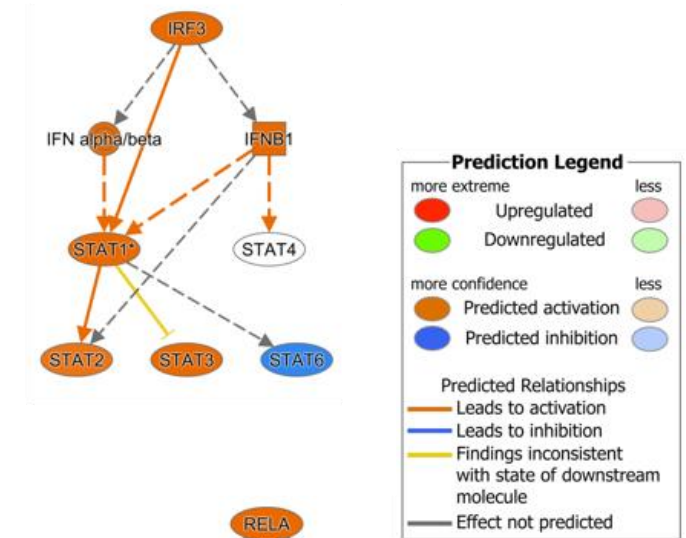 IRF3
IFN alpha/beta
IFNB1
STAT1*
STAT4
STAT2
STAT3
STAT6
RELA
Prediction Legend
more extreme less
Upregulated
Downregulated
more confidence less
Predicted activation
Predicted inhibition
Predicted Relationships
Leads to activation
Leads to inhibition
Findings inconsistent
with state of downstream
molecule
Effect not predicted